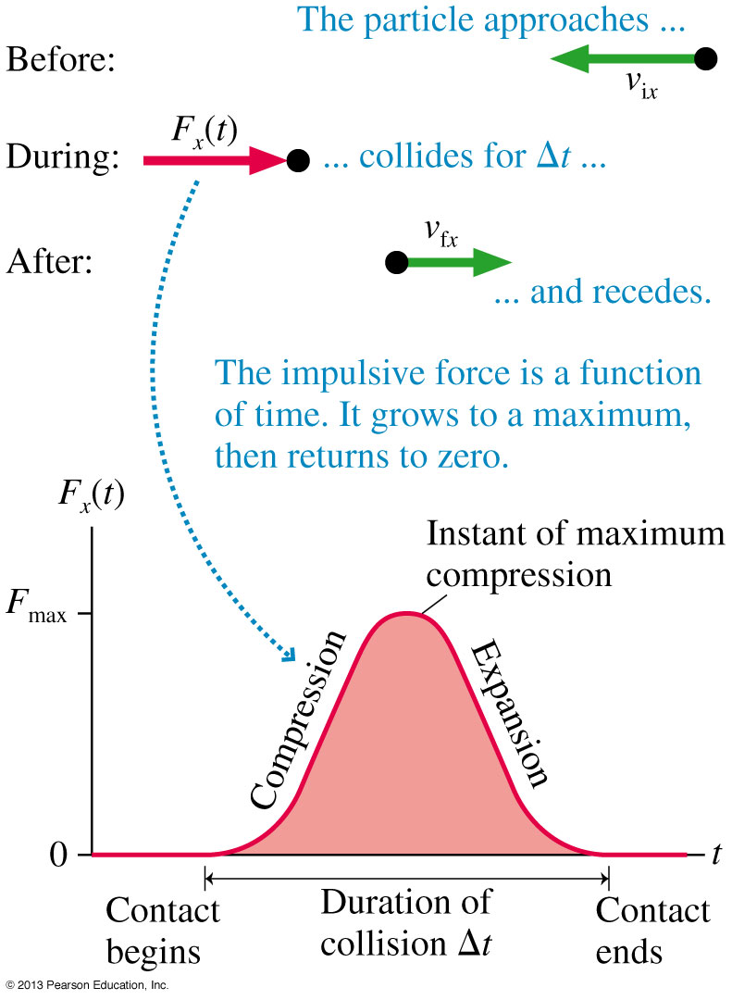 The particle approaches ...
Before:
v_ix
F_x(t)
During:
... collides for Δt ...
v_fx
After:
... and recedes.
The impulsive force is a function
of time. It grows to a maximum,
then returns to zero.
F_x(t)
Instant of maximum
compression
F_max
Compression
Expansion
0
t
Contact
begins
Duration of
collision Δt
Contact
ends
© 2013 Pearson Education, Inc.